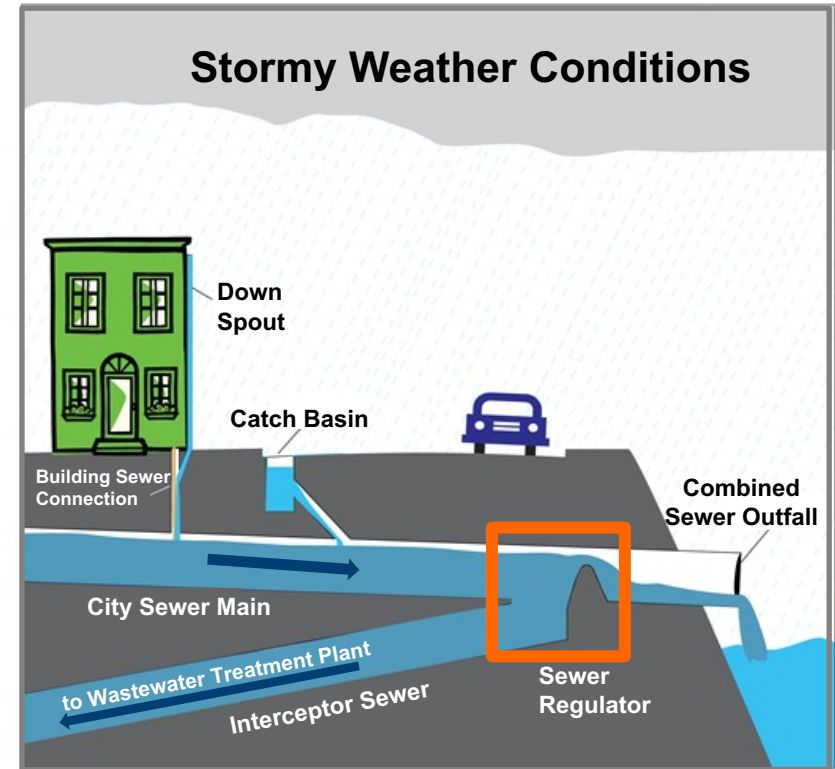 Stormy Weather Conditions
Down
Spout
Catch Basin
Building Sewer
Connection
Combined
Sewer Outfall
City Sewer Main
to Wastewater Treatment Plant
Interceptor Sewer
Sewer
Regulator